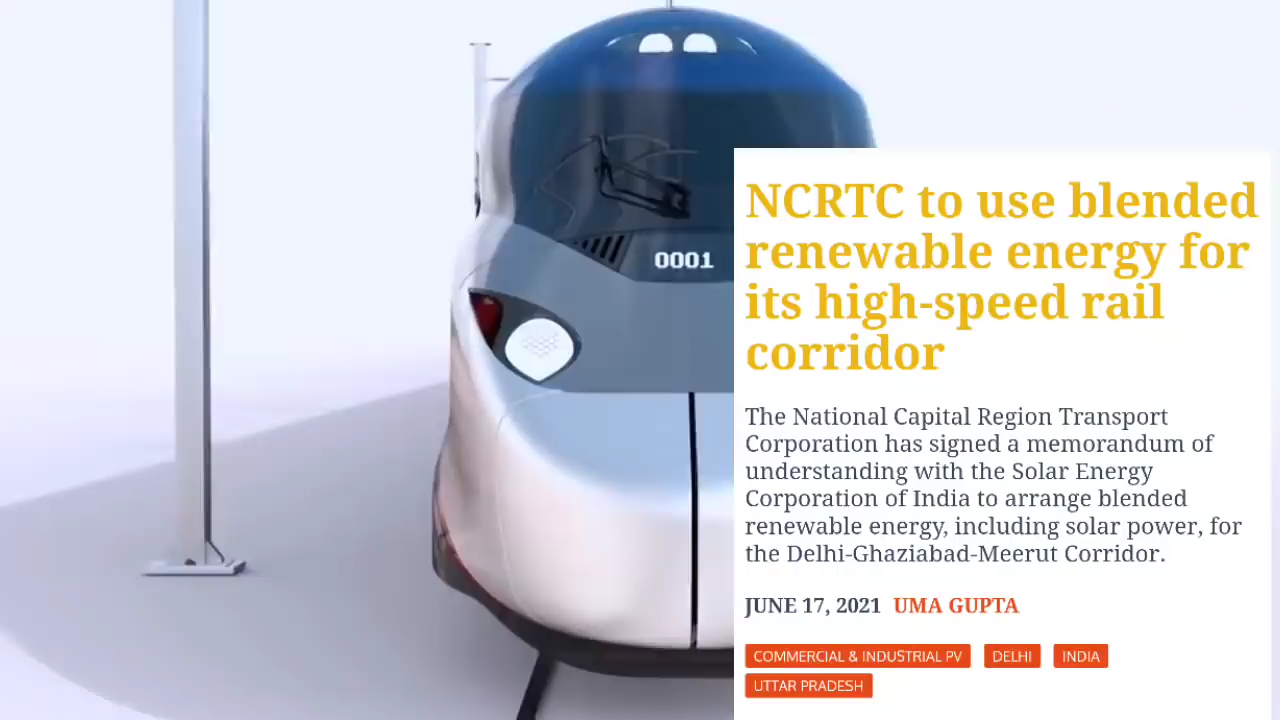 0001
NCRTC to use blended
renewable energy for
its high-speed rail
corridor
The National Capital Region Transport
Corporation has signed a memorandum of
understanding with the Solar Energy
Corporation of India to arrange blended
renewable energy, including solar power, for
the Delhi-Ghaziabad-Meerut Corridor.
JUNE 17, 2021 UMA GUPTA
COMMERCIAL & INDUSTRIAL PV DELHI INDIA
UTTAR PRADESH